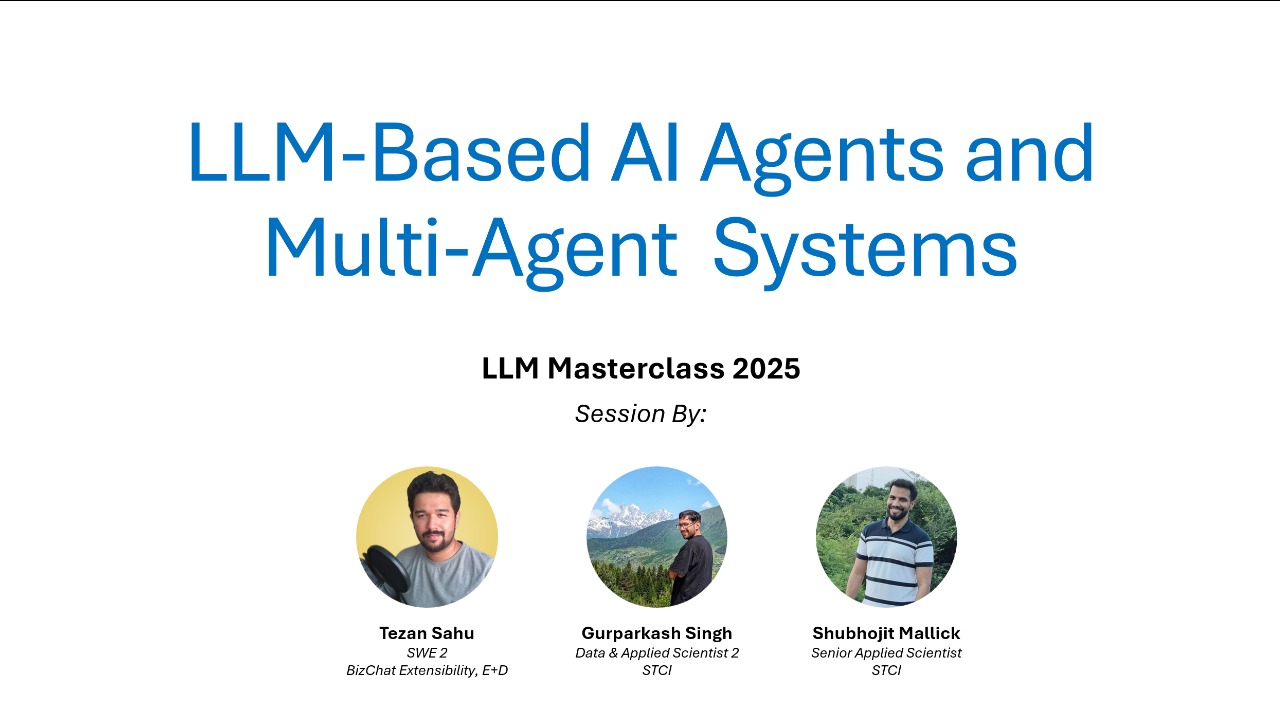 LLM-Based AI Agents and
Multi-Agent Systems
LLM Masterclass 2025
Session By:
Tezan Sahu
SWE 2
BizChat Extensibility, E+D
Gurparkash Singh
Data & Applied Scientist 2
STCI
Shubhojit Mallick
Senior Applied Scientist
STCI